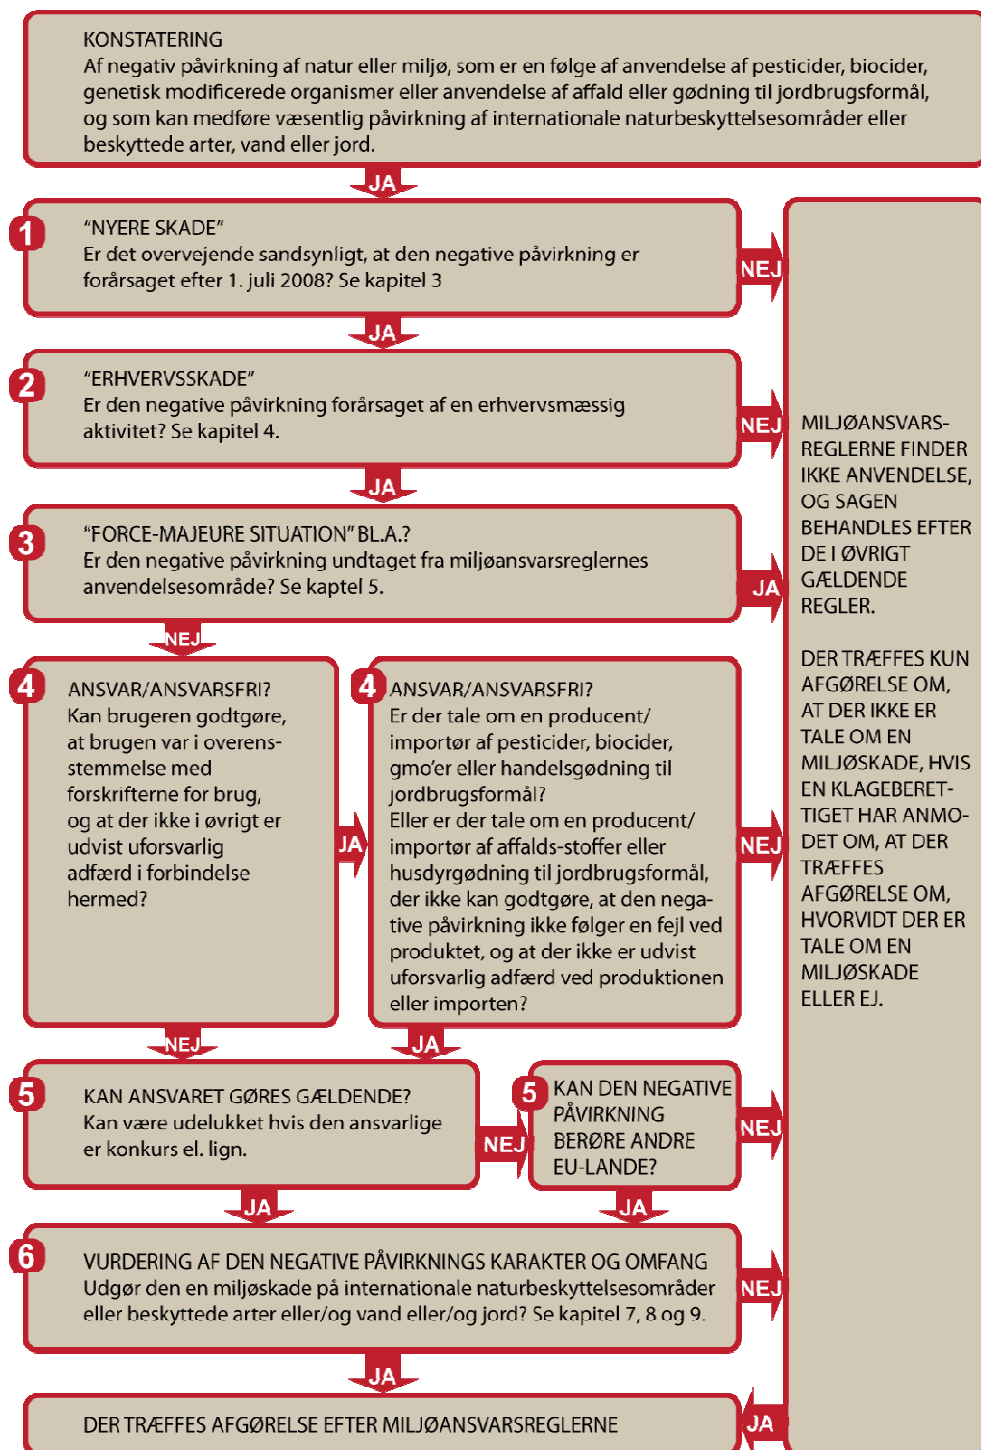 KONSTATERING
Af negativ påvirkning af natur eller miljø, som er en følge af anvendelse af pesticider, biocider,
genetisk modificerede organismer eller anvendelse af affald eller gødning til jordbrugsformål,
og som kan medføre væsentlig påvirkning af internationale naturbeskyttelsesområder eller
beskyttede arter, vand eller jord.
JA
1
“NYERE SKADE”
Er det overvejende sandsynligt, at den negative påvirkning er
forårsaget efter 1. juli 2008? Se kapitel 3
NEJ
JA
2
“ERHVERVSSKADE”
Er den negative påvirkning forårsaget af en erhvervsmæssig
aktivitet? Se kapitel 4.
NEJ
JA
3
“FORCE-MAJEURE SITUATION” BL.A.?
Er den negative påvirkning undtaget fra miljøansvarsreglernes
anvendelsesområde? Se kaptel 5.
JA
NEJ
4
ANSVAR/ANSVARSFRI?
Kan brugeren godtgøre,
at brugen var i overens-
stemmelse med
forskrifterne for brug,
og at der ikke i øvrigt er
udvist uforsvarlig
adfærd i forbindelse
hermed?
JA
4
ANSVAR/ANSVARSFRI?
Er der tale om en producent/
importør af pesticider, biocider,
gmo’er eller handelsgødning til
jordbrugsformål?
Eller er der tale om en producent/
importør af affalds-stoffer eller
husdyrgødning til jordbrugsformål,
der ikke kan godtgøre, at den nega-
tive påvirkning ikke følger en fejl ved
produktet, og at der ikke er udvist
uforsvarlig adfærd ved produktionen
eller importen?
NEJ
NEJ
JA
5
KAN ANSVARET GØRES GÆLDENDE?
Kan være udelukket hvis den ansvarlige
er konkurs el. lign.
NEJ
5
KAN DEN NEGATIVE
PÅVIRKNING
BERØRE ANDRE
EU-LANDE?
NEJ
JA
JA
6
VURDERING AF DEN NEGATIVE PÅVIRKNINGS KARAKTER OG OMFANG
Udgør den en miljøskade på internationale naturbeskyttelsesområder
eller beskyttede arter eller/og vand eller/og jord? Se kapitel 7, 8 og 9.
NEJ
JA
DER TRÆFFES AFGØRELSE EFTER MILJØANSVARSREGLERNE
JA
MILJØANSVARS-
REGLERNE FINDER
IKKE ANVENDELSE,
OG SAGEN
BEHANDLES EFTER
DE I ØVRIGT
GÆLDENDE
REGLER.
DER TRÆFFES KUN
AFGØRELSE OM,
AT DER IKKE ER
TALE OM EN
MILJØSKADE, HVIS
EN KLAGEBERET-
TIGET HAR ANMO-
DET OM, AT DER
TRÆFFES
AFGØRELSE OM,
HVORVIDT DER ER
TALE OM EN
MILJØSKADE
ELLER EJ.